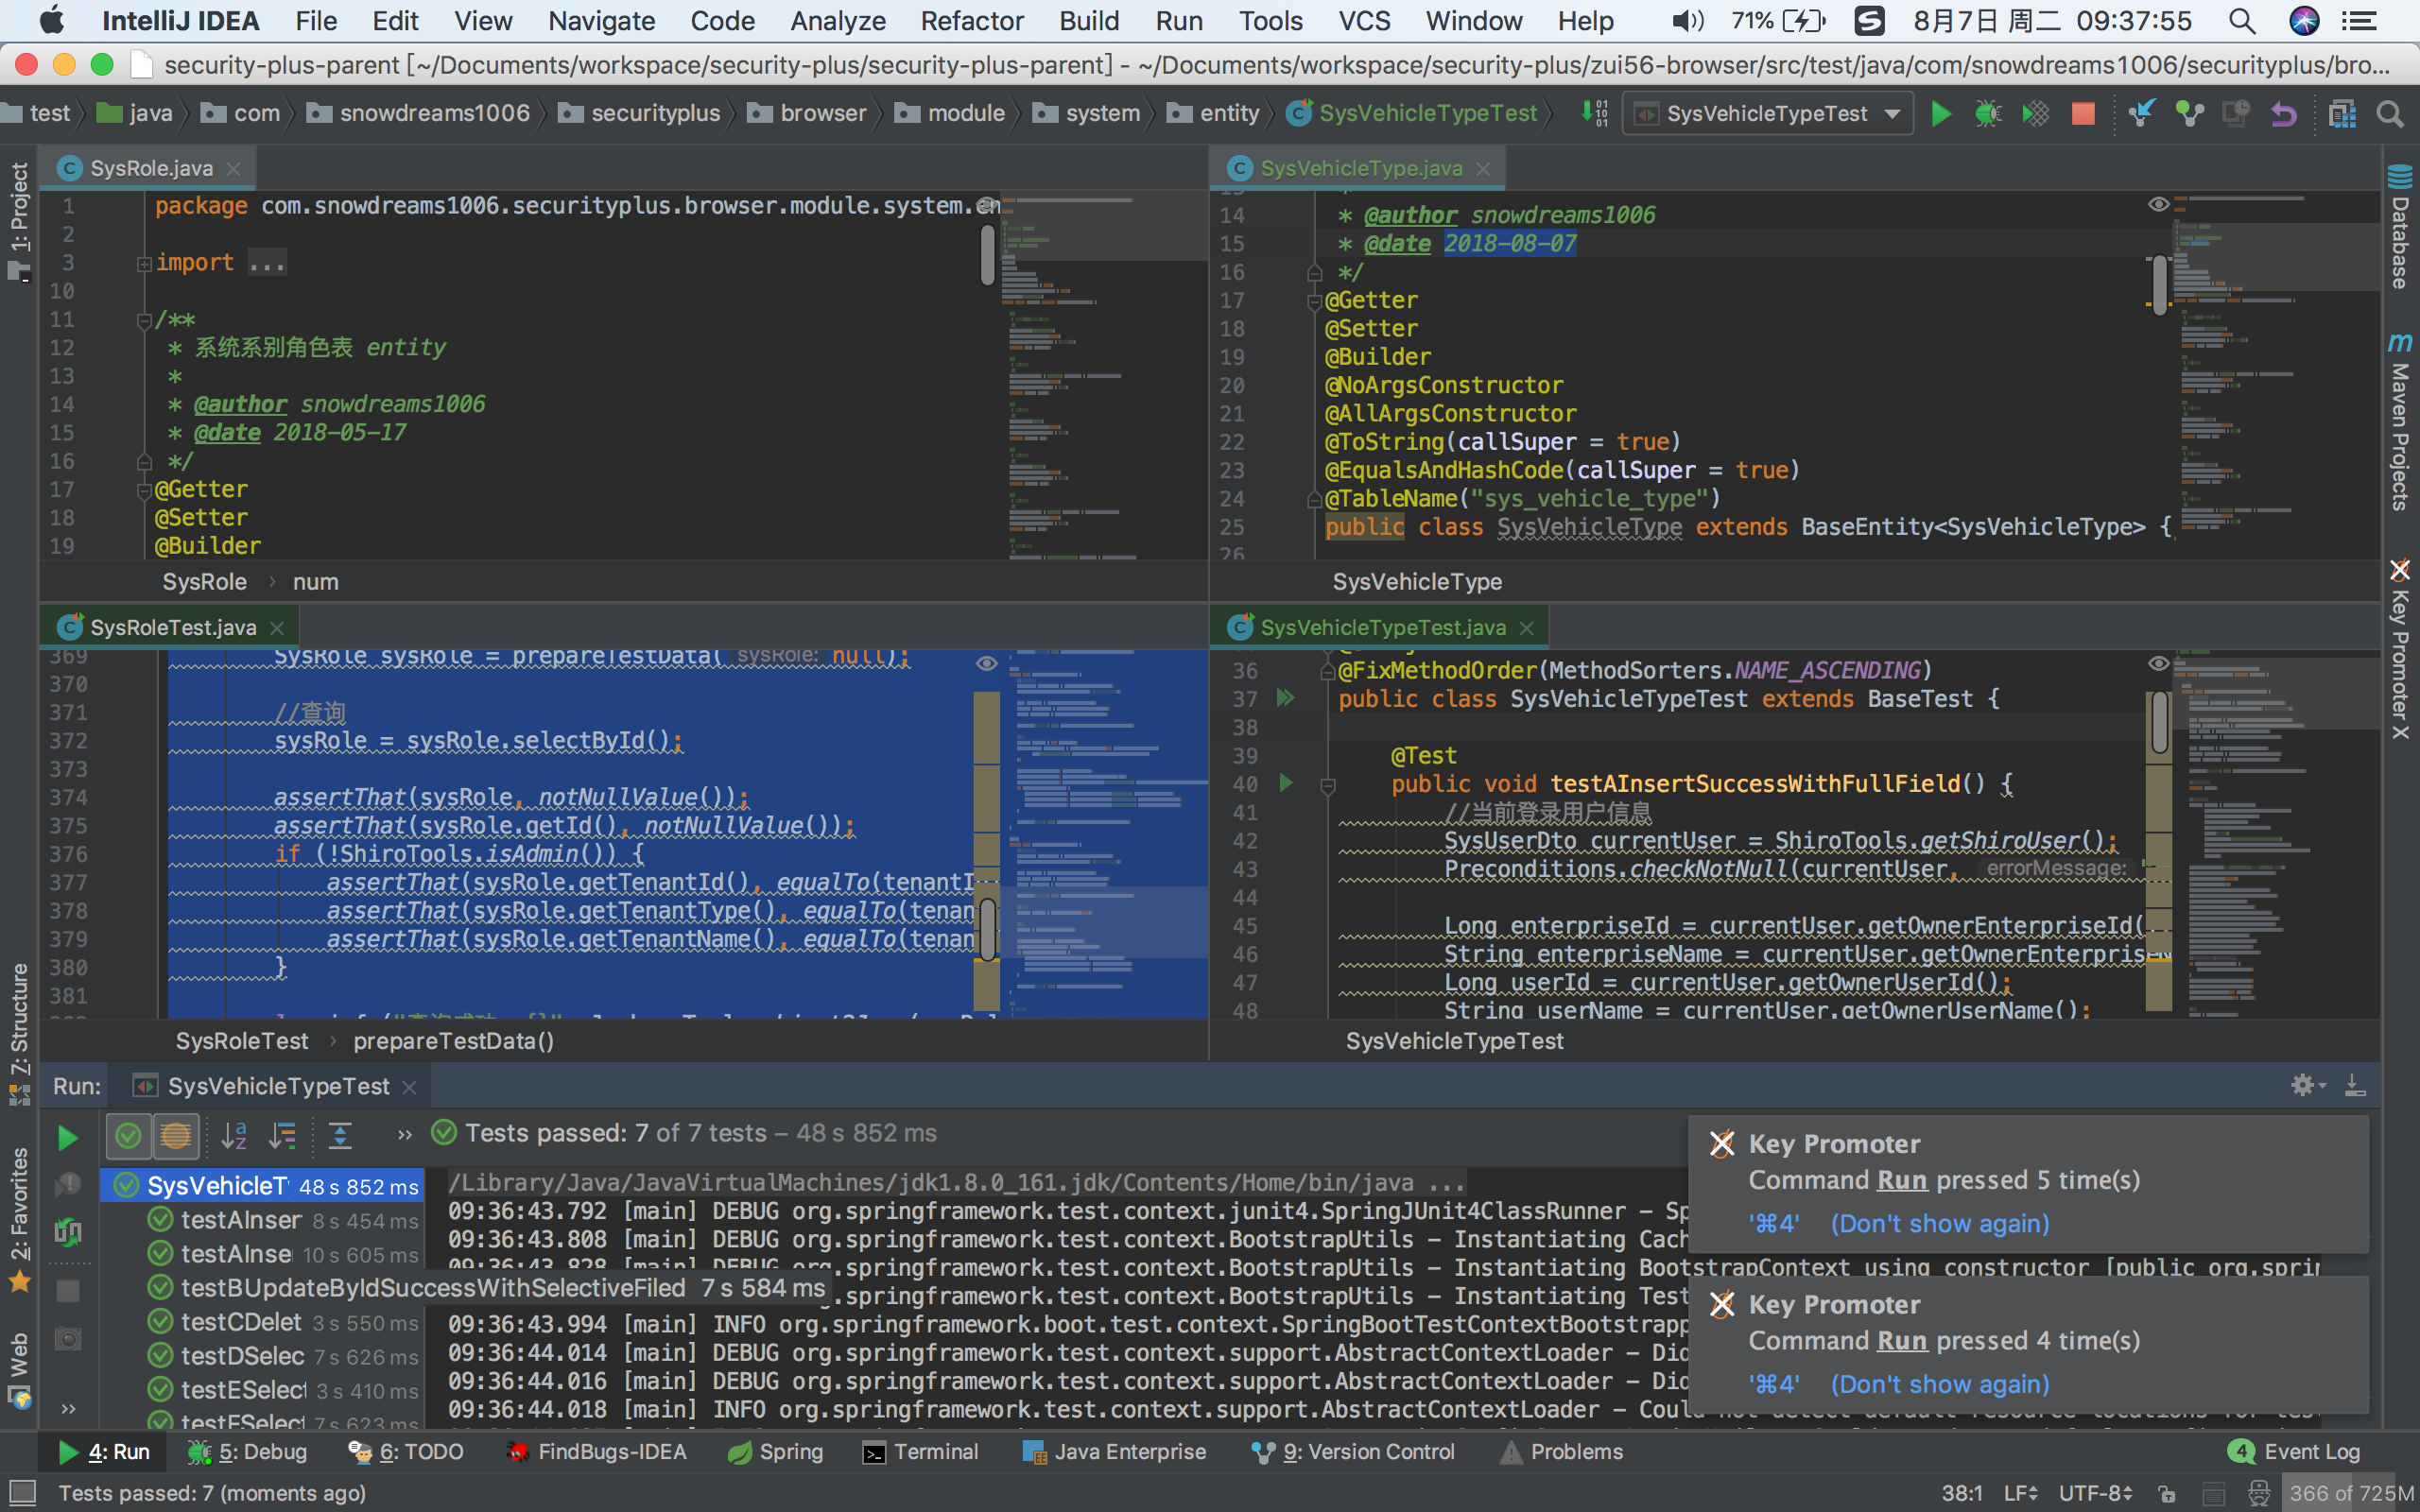 IntelliJ IDEA File Edit View Navigate Code Analyze Refactor Build Run Tools VCS Window Help 71% 8月7日 周二 09:37:55
security-plus-parent [~/Documents/workspace/security-plus/security-plus-parent] - ~/Documents/workspace/security-plus/zui56-browser/src/test/java/com/snowdreams1006/securityplus/bro...
test java com snowdreams1006 securityplus browser module system entity SysVehicleTypeTest SysVehicleTypeTest
1: Project
7: Structure
2: Favorites
Web
SysRole.java
1 package com.snowdreams1006.securityplus.browser.module.system.en
2
3 import ...
10
11 /**
12 * 系统系别角色表 entity
13 *
14 * @author snowdreams1006
15 * @date 2018-05-17
16 */
17 @Getter
18 @Setter
19 @Builder
SysRole › num
SysVehicleType.java
14 * @author snowdreams1006
15 * @date 2018-08-07
16 */
17 @Getter
18 @Setter
19 @Builder
20 @NoArgsConstructor
21 @AllArgsConstructor
22 @ToString(callSuper = true)
23 @EqualsAndHashCode(callSuper = true)
24 @TableName("sys_vehicle_type")
25 public class SysVehicleType extends BaseEntity<SysVehicleType> {
26
SysVehicleType
SysRoleTest.java
369 SysRole sysRole = prepareTestData( sysRole: null);
370
371 //查询
372 sysRole = sysRole.selectById();
373
374 assertThat(sysRole, notNullValue());
375 assertThat(sysRole.getId(), notNullValue());
376 if (!ShiroTools.isAdmin()) {
377 assertThat(sysRole.getTenantId(), equalTo(tenantI
378 assertThat(sysRole.getTenantType(), equalTo(tenan
379 assertThat(sysRole.getTenantName(), equalTo(tenan
380 }
381
SysRoleTest › prepareTestData()
SysVehicleTypeTest.java
36 @FixMethodOrder(MethodSorters.NAME_ASCENDING)
37 public class SysVehicleTypeTest extends BaseTest {
38
39 @Test
40 public void testAInsertSuccessWithFullField() {
41 //当前登录用户信息
42 SysUserDto currentUser = ShiroTools.getShiroUser();
43 Preconditions.checkNotNull(currentUser, errorMessage:
44
45 Long enterpriseId = currentUser.getOwnerEnterpriseId(
46 String enterpriseName = currentUser.getOwnerEnterpriseN
47 Long userId = currentUser.getOwnerUserId();
48 String userName = currentUser.getOwnerUserName();
SysVehicleTypeTest
Database
Maven Projects
Key Promoter X
Run: SysVehicleTypeTest
Tests passed: 7 of 7 tests – 48 s 852 ms
SysVehicleT 48 s 852 ms
testAInser 8 s 454 ms
testAInse 10 s 605 ms
testBUpdateByIdSuccessWithSelectiveFiled 7 s 584 ms
testCDelet 3 s 550 ms
testDSelec 7 s 626 ms
testESelect 3 s 410 ms
testFSelect 7 s 623 ms
/Library/Java/JavaVirtualMachines/jdk1.8.0_161.jdk/Contents/Home/bin/java ...
09:36:43.792 [main] DEBUG org.springframework.test.context.junit4.SpringJUnit4ClassRunner - Sp
09:36:43.808 [main] DEBUG org.springframework.test.context.BootstrapUtils - Instantiating Cach
09:36:43.828 [main] DEBUG org.springframework.test.context.BootstrapUtils - Instantiating BootstrapContext using constructor [public org.sprin
.springframework.test.context.BootstrapUtils - Instantiating Test
09:36:43.994 [main] INFO org.springframework.boot.test.context.SpringBootTestContextBootstrapp
09:36:44.014 [main] DEBUG org.springframework.test.context.support.AbstractContextLoader - Did
09:36:44.016 [main] DEBUG org.springframework.test.context.support.AbstractContextLoader - Did
09:36:44.018 [main] INFO org.springframework.test.context.support.AbstractContextLoader - Could not detect default resource locations for tes
Key Promoter
Command Run pressed 5 time(s)
'⌘4' (Don't show again)
Key Promoter
Command Run pressed 4 time(s)
'⌘4' (Don't show again)
4: Run 5: Debug 6: TODO FindBugs-IDEA Spring Terminal Java Enterprise 9: Version Control Problems 4 Event Log
Tests passed: 7 (moments ago) 38:1 LF UTF-8 366 of 725M